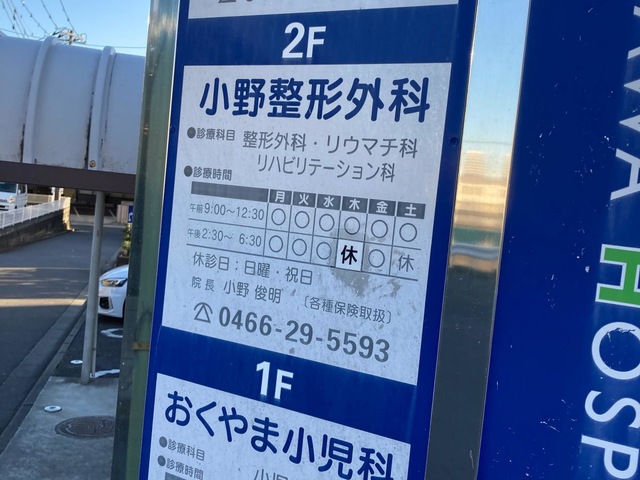 2F
小野整形外科
●診療科目 整形外科・リウマチ科
リハビリテーション科
●診療時間
月 火 水 木 金 土
午前 9:00～12:30 ○ ○ ○ ○ ○ ○
午後 2:30～ 6:30 ○ ○ ○ 休 ○ 休
休診日：日曜・祝日
院長 小野 俊明 〔各種保険取扱〕
☎ 0466-29-5593
1F
おくやま小児科
●診療科目
●診療時間
WA HOSP